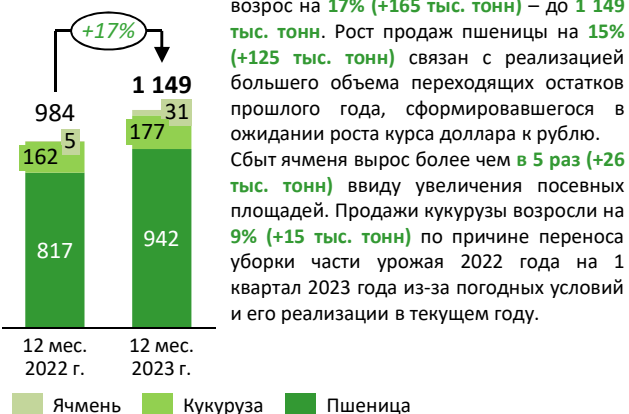 +17%
984
1 149
5
31
162
177
817
942
12 мес.
2022 г.
12 мес.
2023 г.
Ячмень
Кукуруза
Пшеница
возрос на 17% (+165 тыс. тонн) – до 1 149
тыс. тонн. Рост продаж пшеницы на 15%
(+125 тыс. тонн) связан с реализацией
большего объема переходящих остатков
прошлого года, сформировавшегося в
ожидании роста курса доллара к рублю.
Сбыт ячменя вырос более чем в 5 раз (+26
тыс. тонн) ввиду увеличения посевных
площадей. Продажи кукурузы возросли на
9% (+15 тыс. тонн) по причине переноса
уборки части урожая 2022 года на 1
квартал 2023 года из-за погодных условий
и его реализации в текущем году.